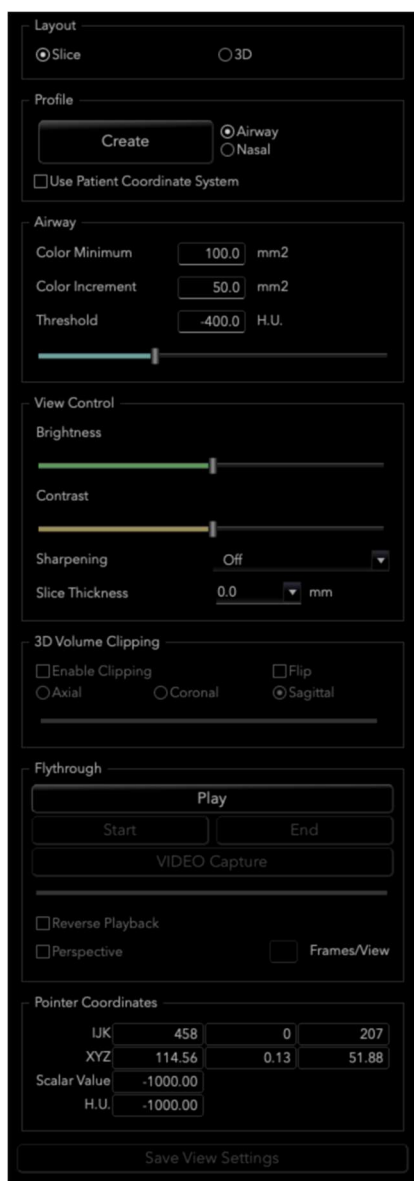 Layout
Slice 3D
Profile
Create
Airway
Nasal
Use Patient Coordinate System
Airway
Color Minimum 100.0 mm2
Color Increment 50.0 mm2
Threshold -400.0 H.U.
View Control
Brightness
Contrast
Sharpening Off
Slice Thickness 0.0 mm
3D Volume Clipping
Enable Clipping Flip
Axial Coronal Sagittal
Flythrough
Play
Start End
VIDEO Capture
Reverse Playback
Perspective Frames/View
Pointer Coordinates
IJK 458 0 207
XYZ 114.56 0.13 51.88
Scalar Value -1000.00
H.U. -1000.00
Save View Settings